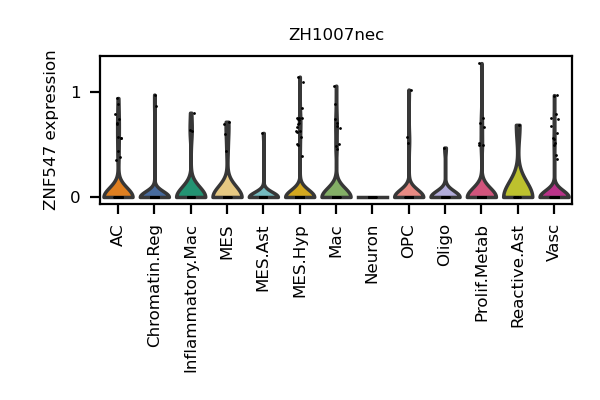 ZH1007nec
ZNF547 expression
1
0
AC
Chromatin.Reg
Inflammatory.Mac
MES
MES.Ast
MES.Hyp
Mac
Neuron
OPC
Oligo
Prolif.Metab
Reactive.Ast
Vasc